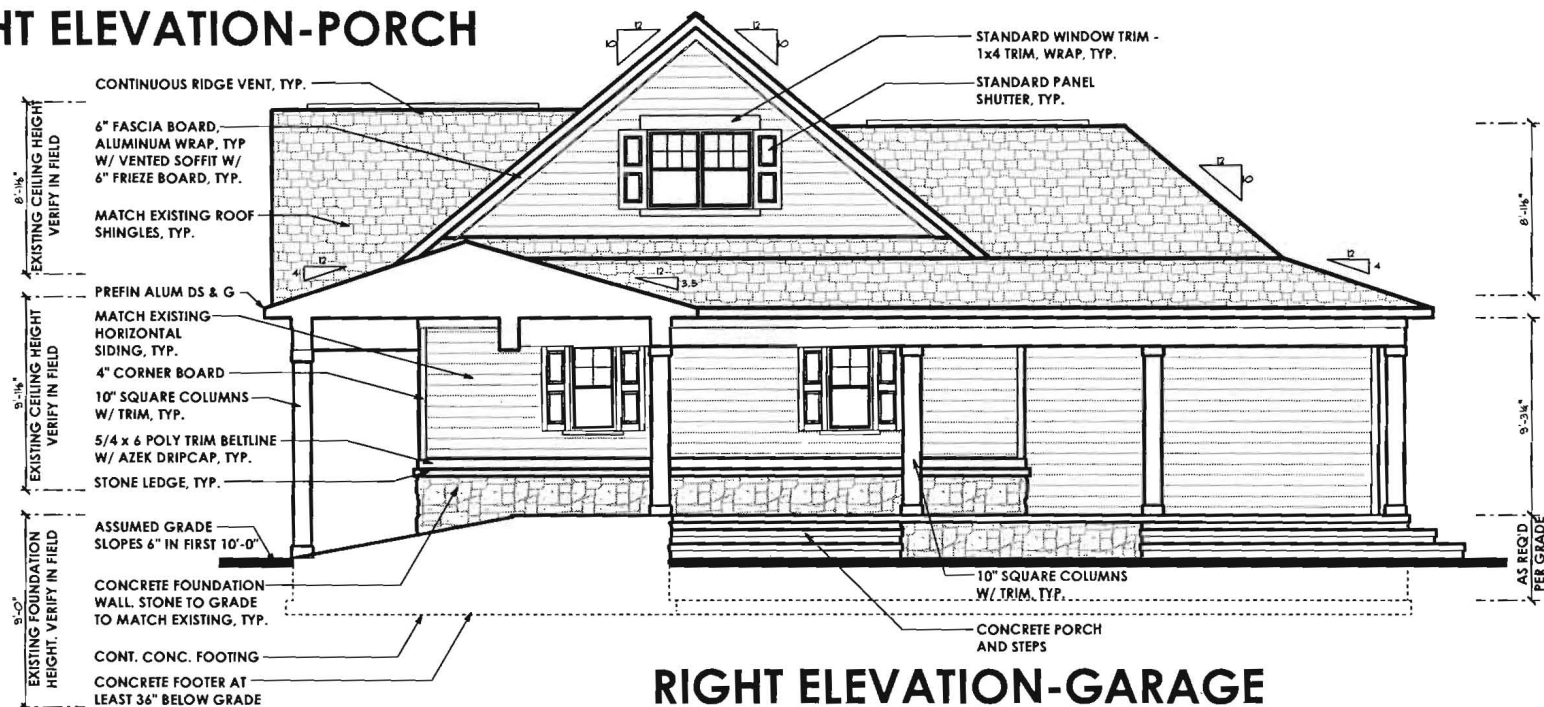 HT ELEVATION-PORCH
CONTINUOUS RIDGE VENT, TYP.
6" FASCIA BOARD,
ALUMINUM WRAP, TYP
W/ VENTED SOFFIT W/
6" FRIEZE BOARD, TYP.
MATCH EXISTING ROOF
SHINGLES, TYP.
PREFIN ALUM DS & G
MATCH EXISTING
HORIZONTAL
SIDING, TYP.
4" CORNER BOARD
10" SQUARE COLUMNS
W/ TRIM, TYP.
5/4 x 6 POLY TRIM BELTLINE
W/ AZEK DRIPCAP, TYP.
STONE LEDGE, TYP.
ASSUMED GRADE
SLOPES 6" IN FIRST 10'-0"
CONCRETE FOUNDATION
WALL. STONE TO GRADE
TO MATCH EXISTING, TYP.
CONT. CONC. FOOTING
CONCRETE FOOTER AT
LEAST 36" BELOW GRADE
EXISTING CEILING HEIGHT
VERIFY IN FIELD
EXISTING CEILING HEIGHT
VERIFY IN FIELD
9'-0"
EXISTING FOUNDATION
HEIGHT. VERIFY IN FIELD
12
10
12
10
12
4
12
3.5
12
12
4
STANDARD WINDOW TRIM -
1x4 TRIM, WRAP, TYP.
STANDARD PANEL
SHUTTER, TYP.
10" SQUARE COLUMNS
W/ TRIM, TYP.
CONCRETE PORCH
AND STEPS
AS REQ'D
PER GRADE
RIGHT ELEVATION-GARAGE